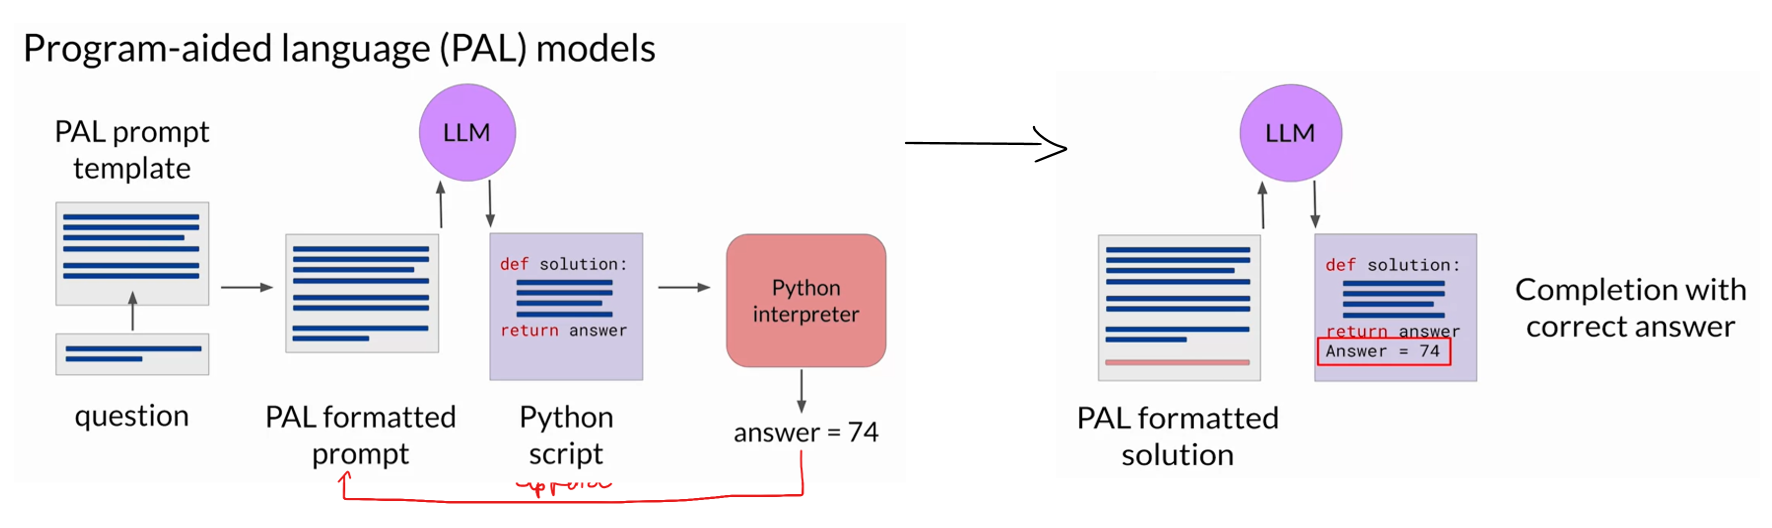 Program-aided language (PAL) models
PAL prompt
template
question
LLM
PAL formatted
prompt
def solution:
return answer
Python
script
Python
interpreter
answer = 74
LLM
PAL formatted
solution
def solution:
return answer
Answer = 74
Completion with
correct answer